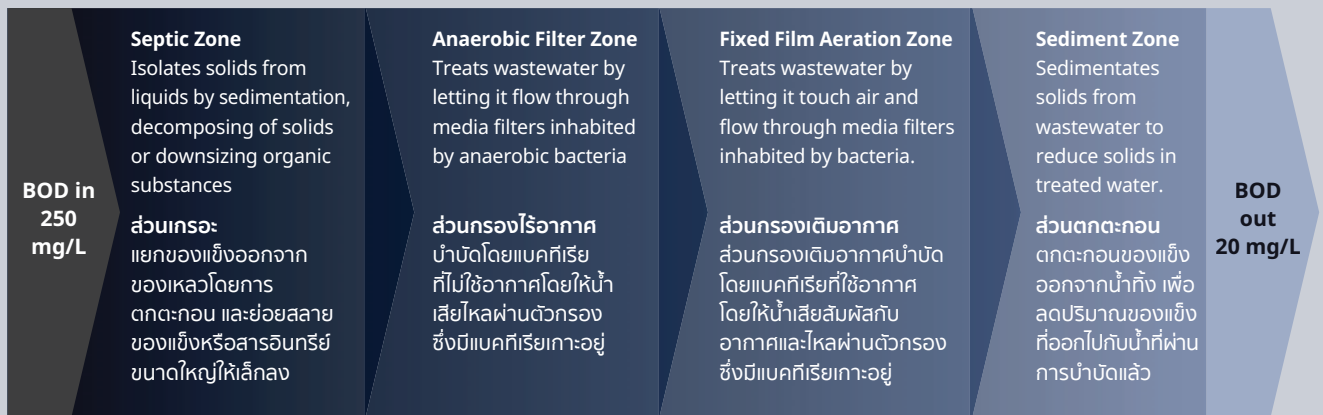 BOD in
250
mg/L
Septic Zone
Isolates solids from
liquids by sedimentation,
decomposing of solids
or downsizing organic
substances
ส่วนเกรอะ
แยกของแข็งออกจาก
ของเหลวโดยการ
ตกตะกอน และย่อยสลาย
ของแข็งหรือสารอินทรีย์
ขนาดใหญ่ให้เล็กลง
Anaerobic Filter Zone
Treats wastewater by
letting it flow through
media filters inhabited
by anaerobic bacteria
ส่วนกรองไร้อากาศ
บำบัดโดยแบคทีเรีย
ที่ไม่ใช้อากาศโดยให้น้ำ
เสียไหลผ่านตัวกรอง
ซึ่งมีแบคทีเรียเกาะอยู่
Fixed Film Aeration Zone
Treats wastewater by
letting it touch air and
flow through media filters
inhabited by bacteria.
ส่วนกรองเติมอากาศ
ส่วนกรองเติมอากาศบำบัด
โดยแบคทีเรียที่ใช้อากาศ
โดยให้น้ำเสียสัมผัสกับ
อากาศและไหลผ่านตัวกรอง
ซึ่งมีแบคทีเรียเกาะอยู่
Sediment Zone
Sedimentates
solids from
wastewater to
reduce solids in
treated water.
ส่วนตกตะกอน
ตกตะกอนของแข็ง
ออกจากน้ำทิ้ง เพื่อ
ลดปริมาณของแข็ง
ที่ออกไปกับน้ำที่ผ่าน
การบำบัดแล้ว
BOD
out
20 mg/L